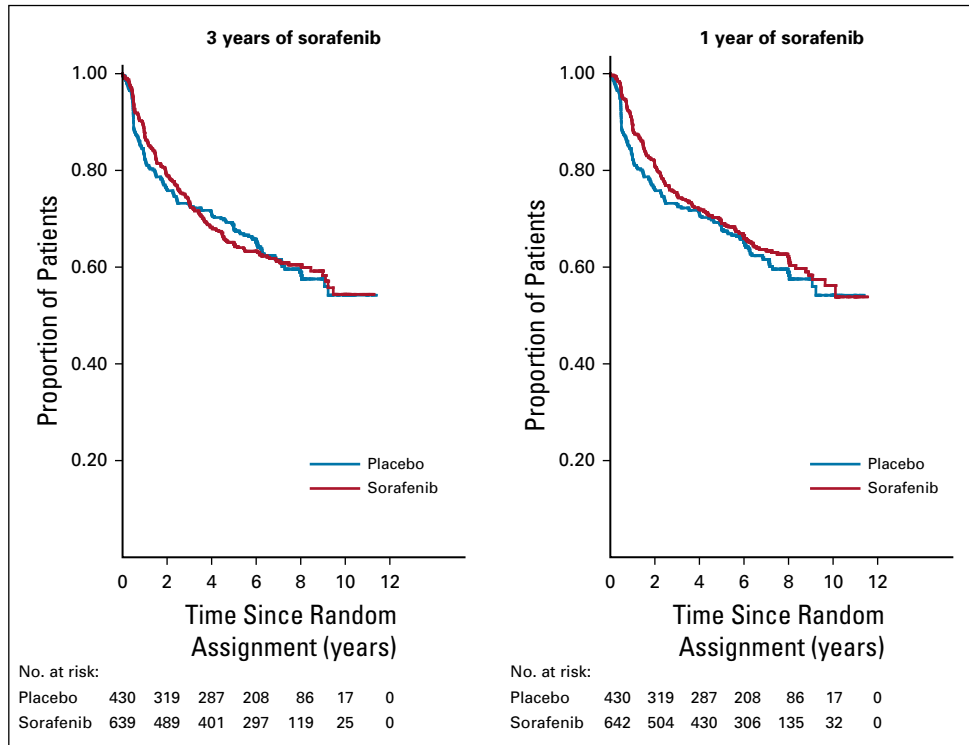 3 years of sorafenib
1.00
0.80
0.60
0.40
0.20
Proportion of Patients
Placebo
Sorafenib
0 2 4 6 8 10 12
Time Since Random
Assignment (years)
No. at risk:
Placebo 430 319 287 208 86 17 0
Sorafenib 639 489 401 297 119 25 0
1 year of sorafenib
1.00
0.80
0.60
0.40
0.20
Proportion of Patients
Placebo
Sorafenib
0 2 4 6 8 10 12
Time Since Random
Assignment (years)
No. at risk:
Placebo 430 319 287 208 86 17 0
Sorafenib 642 504 430 306 135 32 0